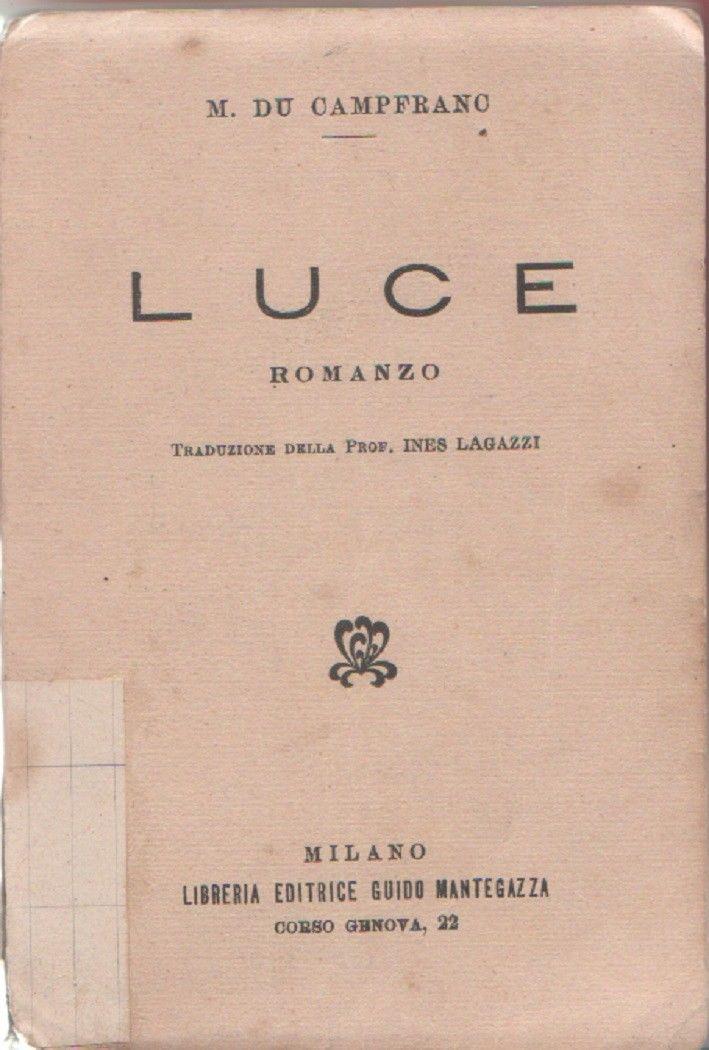 M. DU CAMPFRANC
LUCE
ROMANZO
TRADUZIONE DELLA PROF. INES LAGAZZI
MILANO
LIBRERIA EDITRICE GUIDO MANTEGAZZA
CORSO GENOVA, 22